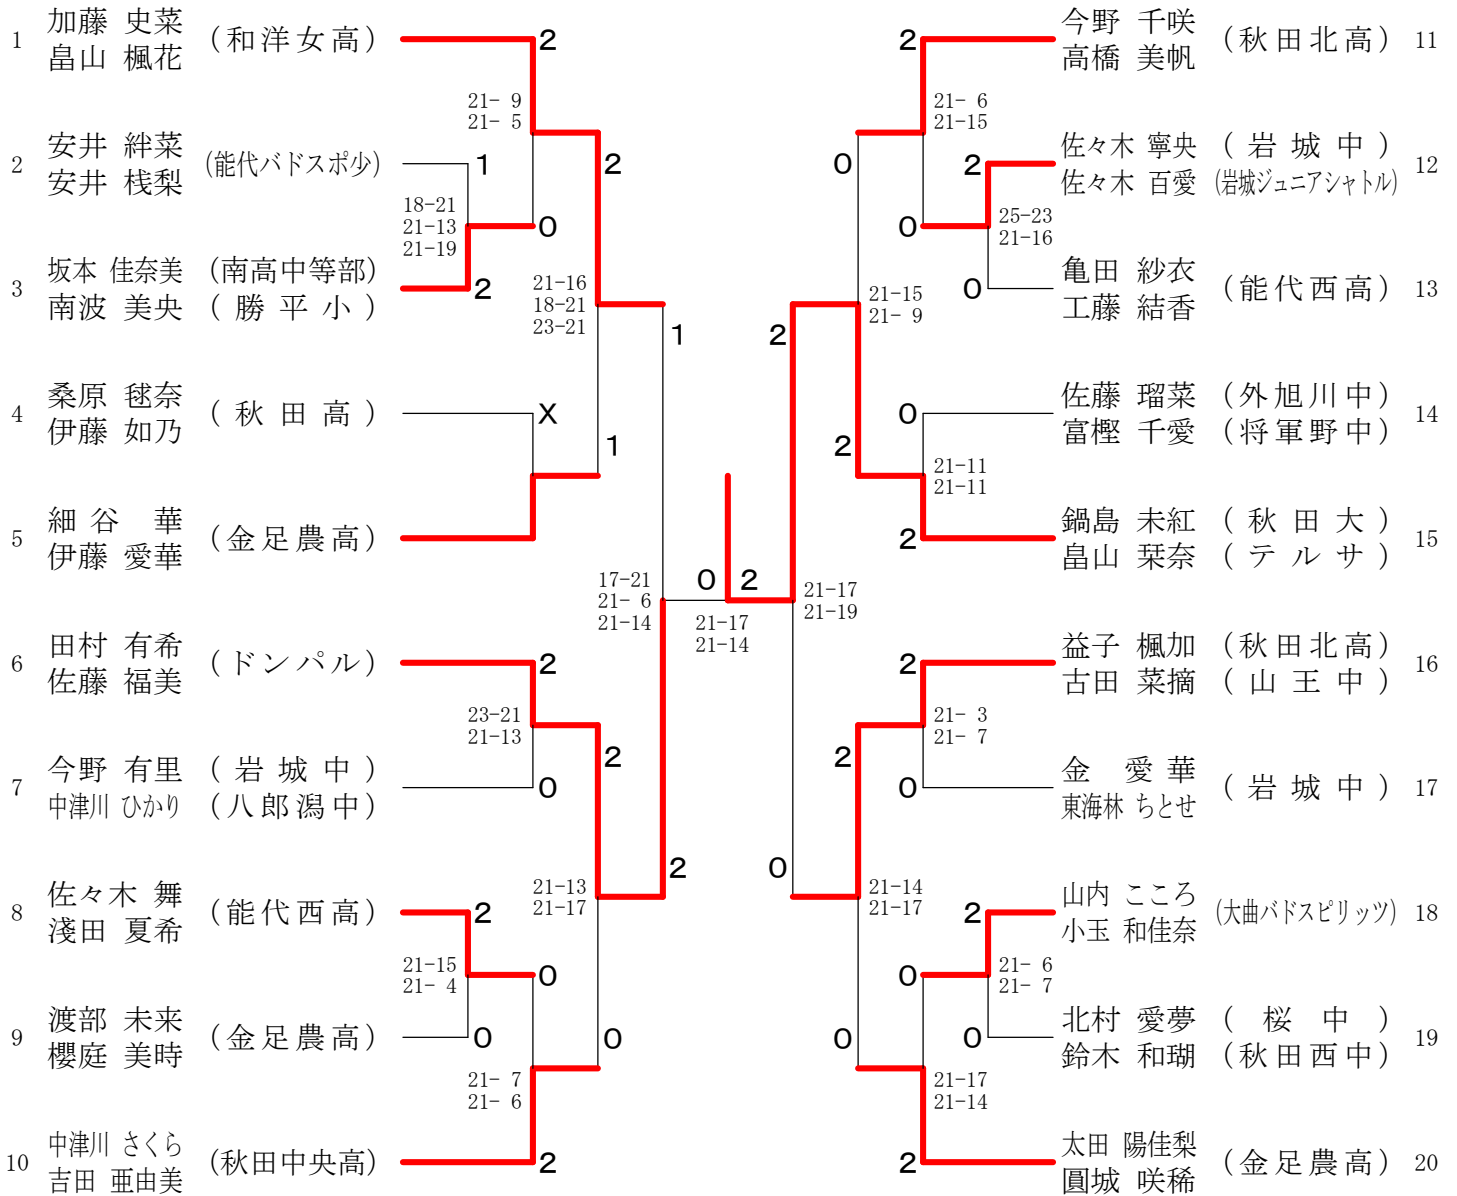 1 加藤 史菜 (和洋女高)
畠山 楓花
2
21- 9
21- 5
2 安井 絆菜 (能代バドスポ少)
安井 桟梨
1
2
18-21
21-13
21-19
0
3 坂本 佳奈美 (南高中等部)
南波 美央 (勝平小)
2
21-16
18-21
23-21
1
4 桑原 毬奈 (秋田高)
伊藤 如乃
X
1
5 細谷 華 (金足農高)
伊藤 愛華
17-21
21- 6
21-14
0 2
21-17
21-14
6 田村 有希 (ドンパル)
佐藤 福美
2
23-21
21-13
2
7 今野 有里 (岩城中)
中津川 ひかり (八郎潟中)
0
21-13
21-17
2
8 佐々木 舞 (能代西高)
淺田 夏希
2
21-15
21- 4
0
9 渡部 未来 (金足農高)
櫻庭 美時
0
0
21- 7
21- 6
10 中津川 さくら (秋田中央高)
吉田 亜由美
2
今野 千咲 (秋田北高) 11
高橋 美帆
2
21- 6
21-15
0
佐々木 寧央 (岩城中) 12
佐々木 百愛 (岩城ジュニアシャトル)
2
25-23
21-16
0
亀田 紗衣 (能代西高) 13
工藤 結香
0
21-15
21- 9
2
佐藤 瑠菜 (外旭川中) 14
富樫 千愛 (将軍野中)
0
2
21-11
21-11
鍋島 未紅 (秋田大) 15
畠山 栞奈 (テルサ)
2
21-17
21-19
益子 楓加 (秋田北高) 16
古田 菜摘 (山王中)
2
21- 3
21- 7
2
金 愛華 (岩城中) 17
東海林 ちとせ
0
0
21-14
21-17
山内 こころ (大曲バドスピリッツ) 18
小玉 和佳奈
2
21- 6
21- 7
0
北村 愛夢 (桜中) 19
鈴木 和瑚 (秋田西中)
0
0
21-17
21-14
太田 陽佳梨 (金足農高) 20
圓城 咲稀
2